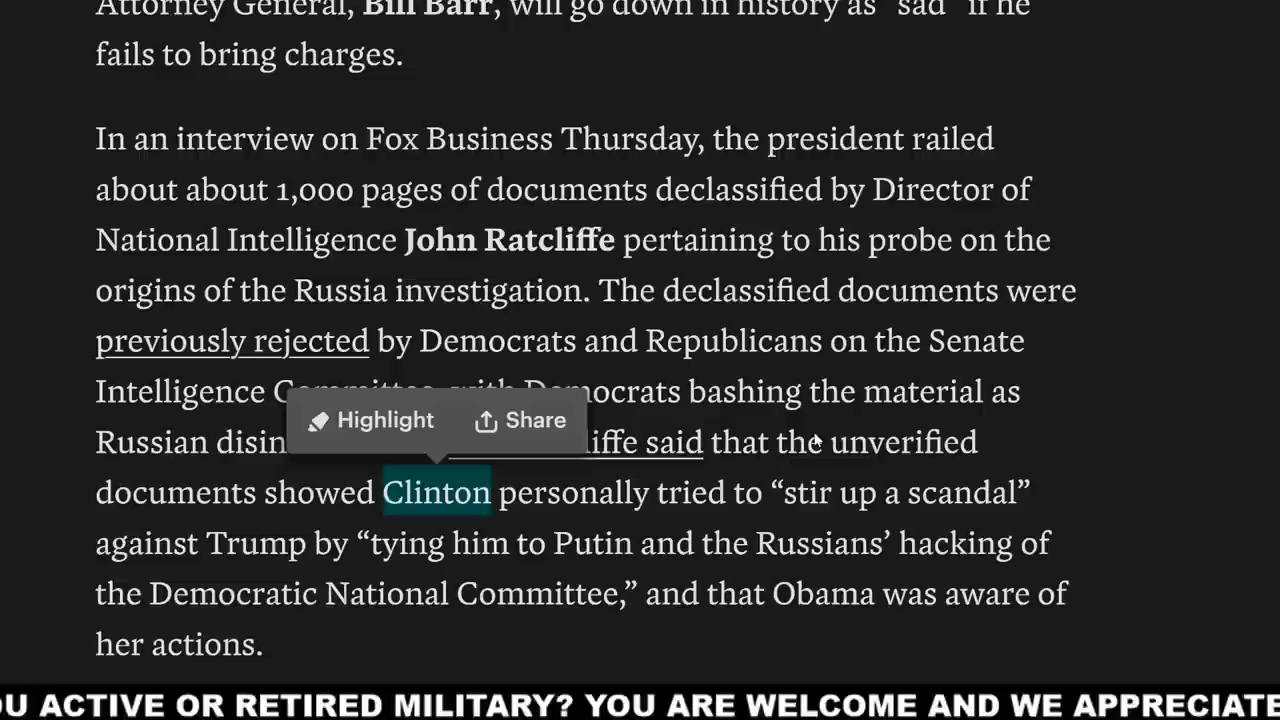 Attorney General, Bill Barr, will go down in history as "sad" if he
fails to bring charges.
In an interview on Fox Business Thursday, the president railed
about about 1,000 pages of documents declassified by Director of
National Intelligence John Ratcliffe pertaining to his probe on the
origins of the Russia investigation. The declassified documents were
previously rejected by Democrats and Republicans on the Senate
Intelligence Committee, with Democrats bashing the material as
Highlight Share
Russian disin iffe said that the unverified
documents showed Clinton personally tried to “stir up a scandal”
against Trump by “tying him to Putin and the Russians’ hacking of
the Democratic National Committee,” and that Obama was aware of
her actions.
OU ACTIVE OR RETIRED MILITARY? YOU ARE WELCOME AND WE APPRECIATE